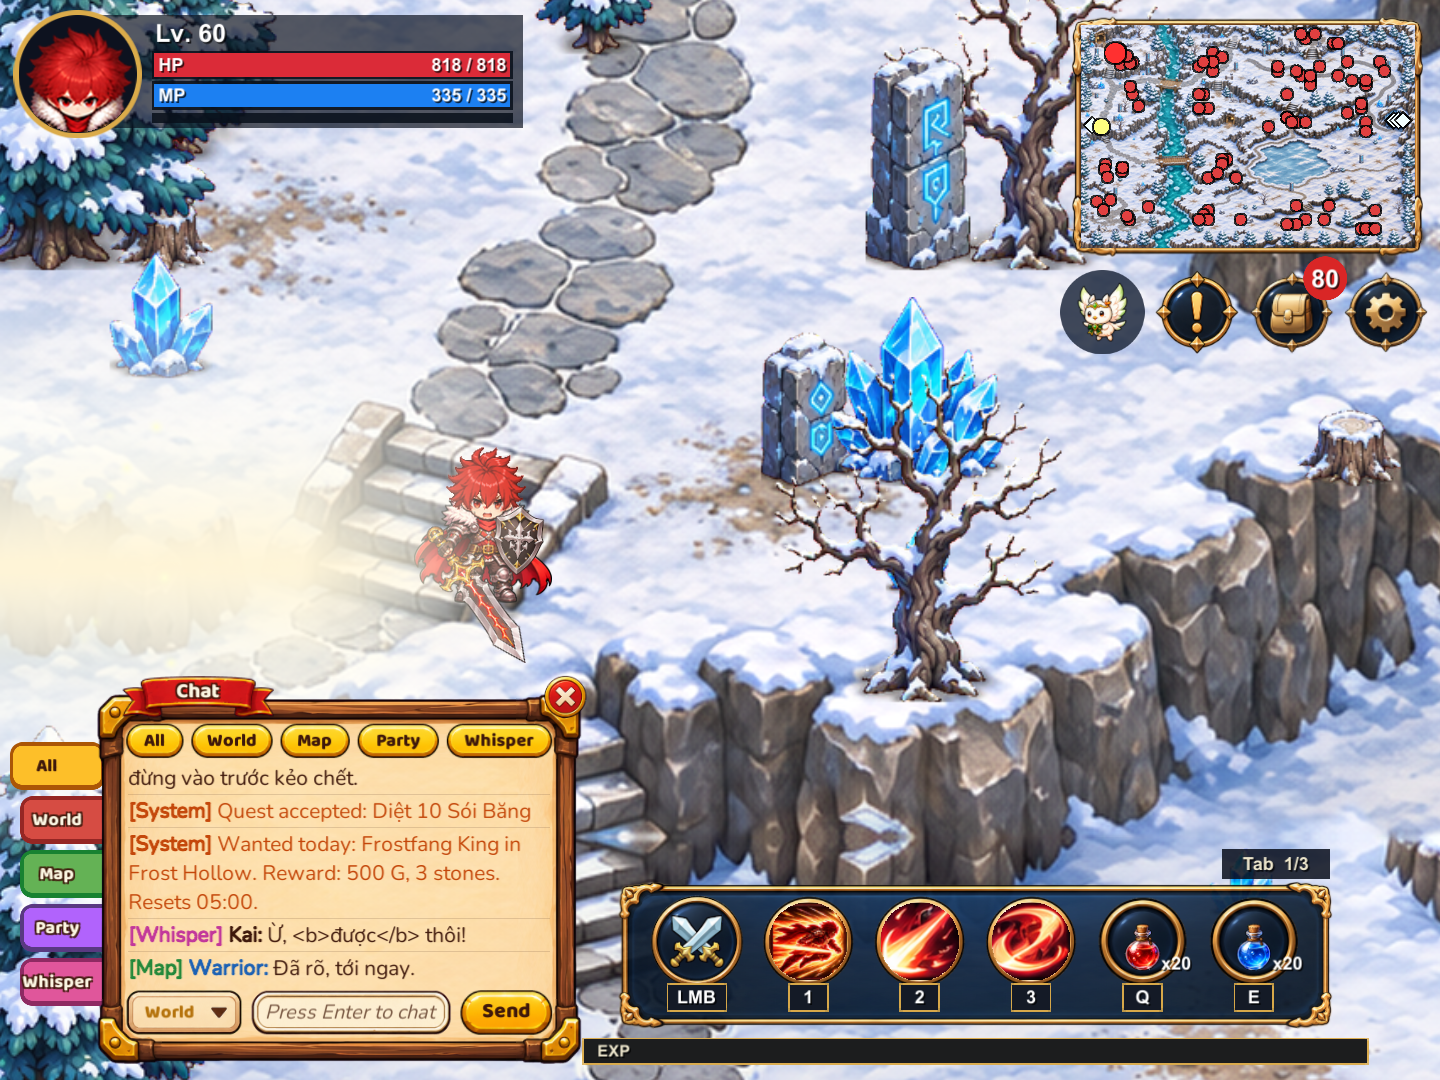 Lv. 60
HP 818 / 818
MP 335 / 335
80
Chat
All World Map Party Whisper
All
World
Map
Party
Whisper
đừng vào trước kẻo chết.
[System] Quest accepted: Diệt 10 Sói Băng
[System] Wanted today: Frostfang King in
Frost Hollow. Reward: 500 G, 3 stones.
Resets 05:00.
[Whisper] Kai: Ừ, <b>được</b> thôi!
[Map] Warrior: Đã rõ, tới ngay.
World Press Enter to chat Send
Tab 1/3
x20 x20
LMB 1 2 3 Q E
EXP